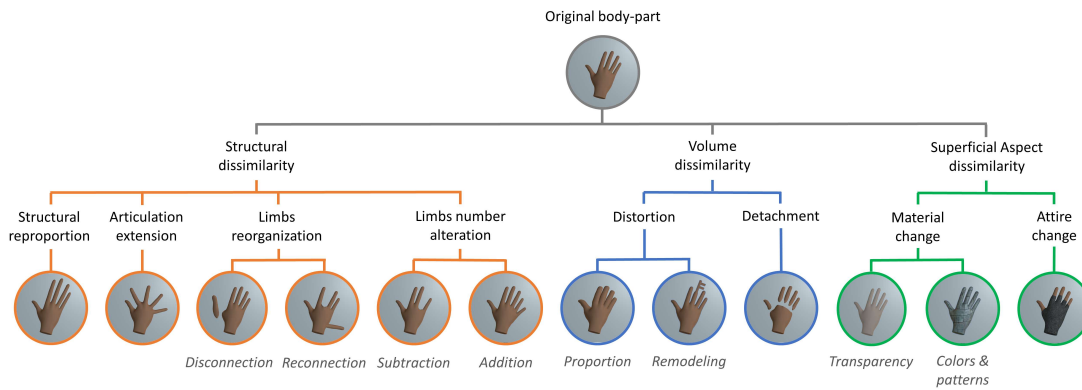 Original body-part
Structural
dissimilarity
Volume
dissimilarity
Superficial Aspect
dissimilarity
Structural
reproportion
Articulation
extension
Limbs
reorganization
Limbs number
alteration
Distortion
Detachment
Material
change
Attire
change
Disconnection
Reconnection
Subtraction
Addition
Proportion
Remodeling
Transparency
Colors &
patterns